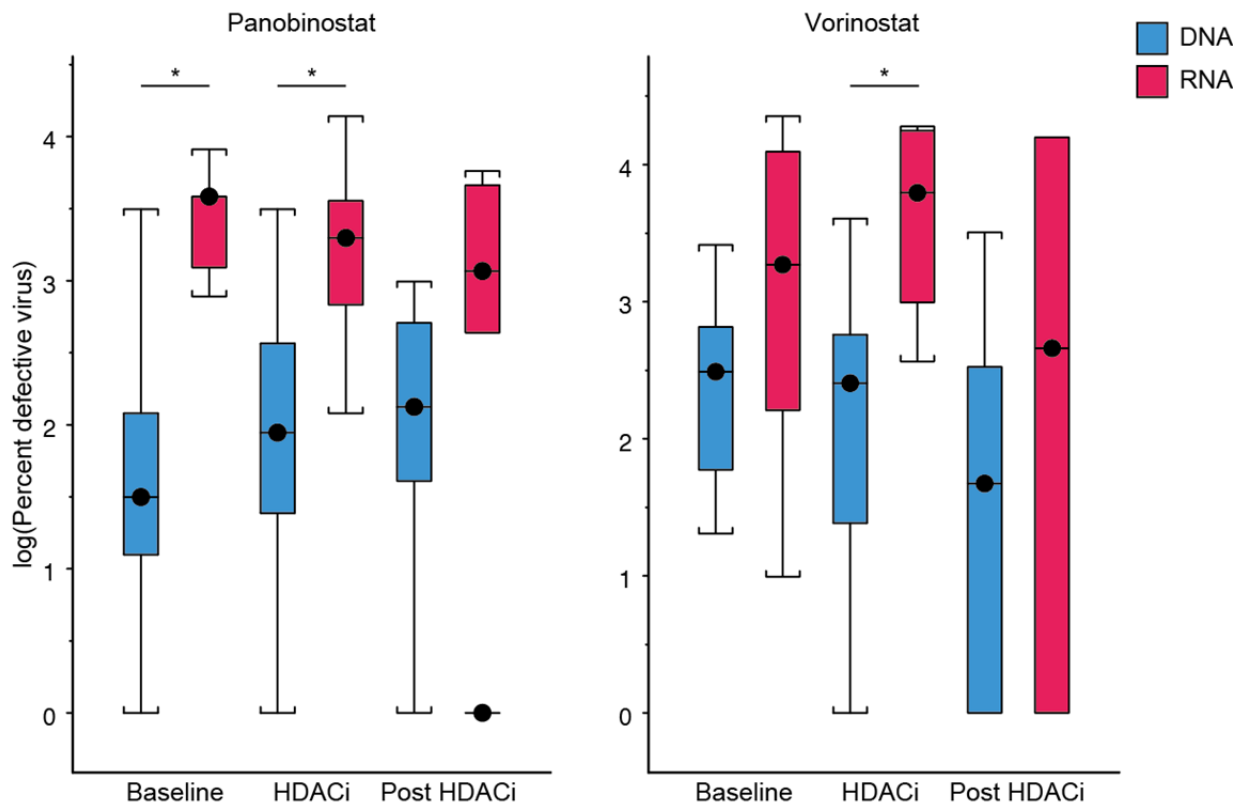 Panobinostat
Vorinostat
DNA
RNA
log(Percent defective virus)
*
*
*
4
3
2
1
0
4
3
2
1
0
Baseline HDACi Post HDACi
Baseline HDACi Post HDACi